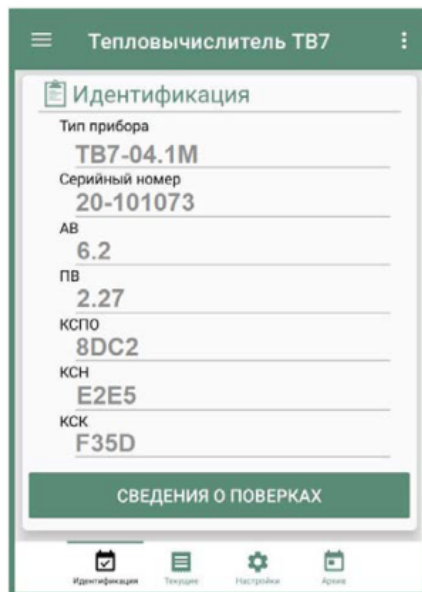 Тепловычислитель ТВ7
Идентификация
Тип прибора
ТВ7-04.1М
Серийный номер
20-101073
АВ
6.2
ПВ
2.27
КСПО
8DC2
КСН
E2E5
КСК
F35D
СВЕДЕНИЯ О ПОВЕРКАХ
Идентификация Текущие Настройки Архив